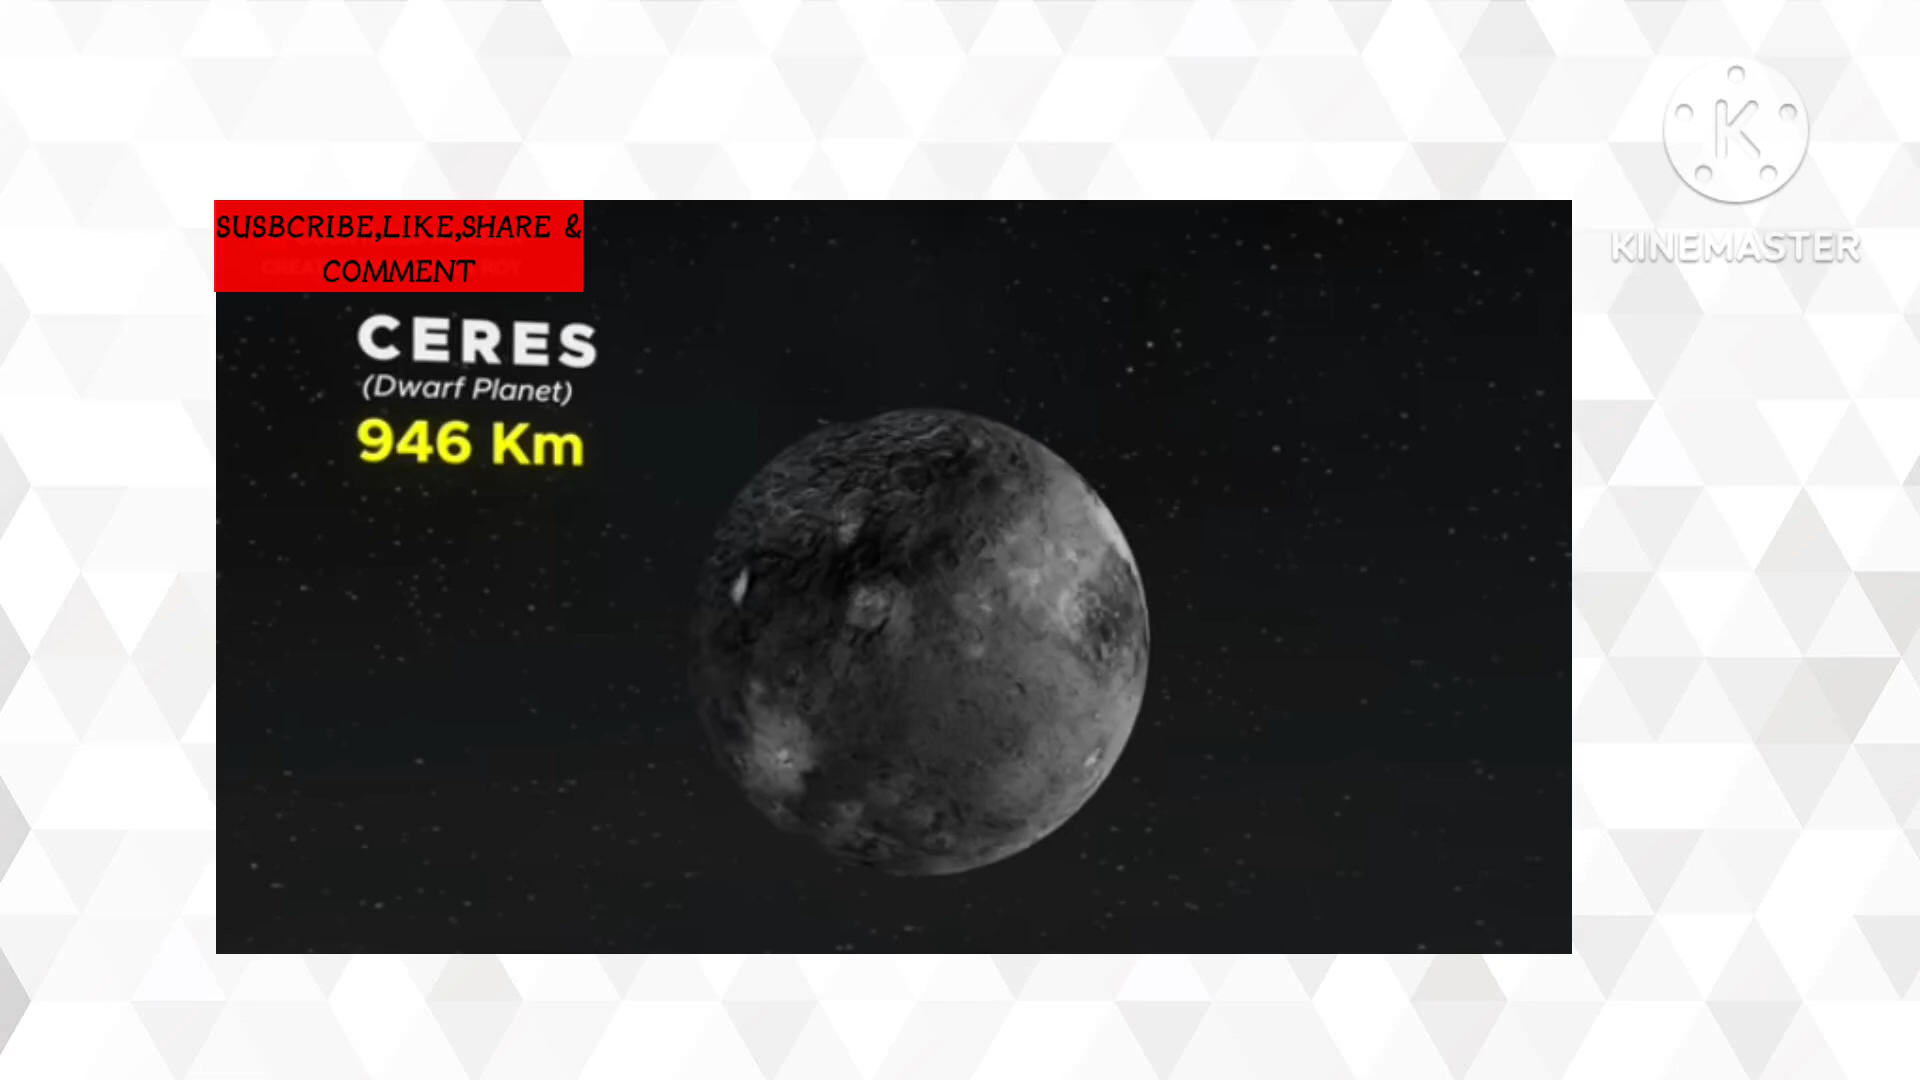 SUSBCRIBE,LIKE,SHARE &
COMMENT
CERES
(Dwarf Planet)
946 Km
K
KINEMASTER